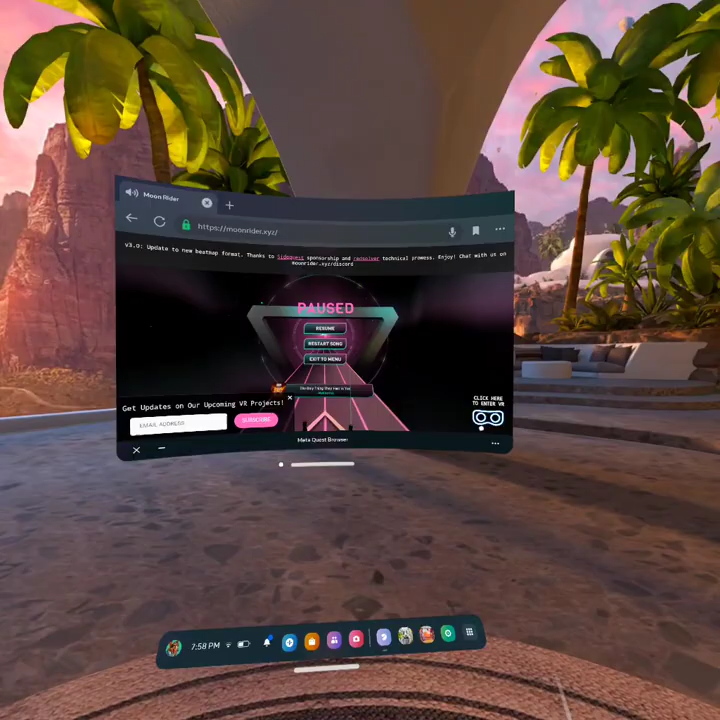 Moon Rider
https://moonrider.xyz/
V3.0: Update to new beatmap format. Thanks to Sidequest sponsorship and technical prowess. Enjoy! Chat with us on
moonrider.xyz/discord
PAUSED
RESUME
RESTART SONG
EXIT TO MENU
Get Updates on Our Upcoming VR Projects!
EMAIL ADDRESS
SUBSCRIBE
CLICK HERE
TO ENTER VR
Meta Quest Browser
7:58 PM